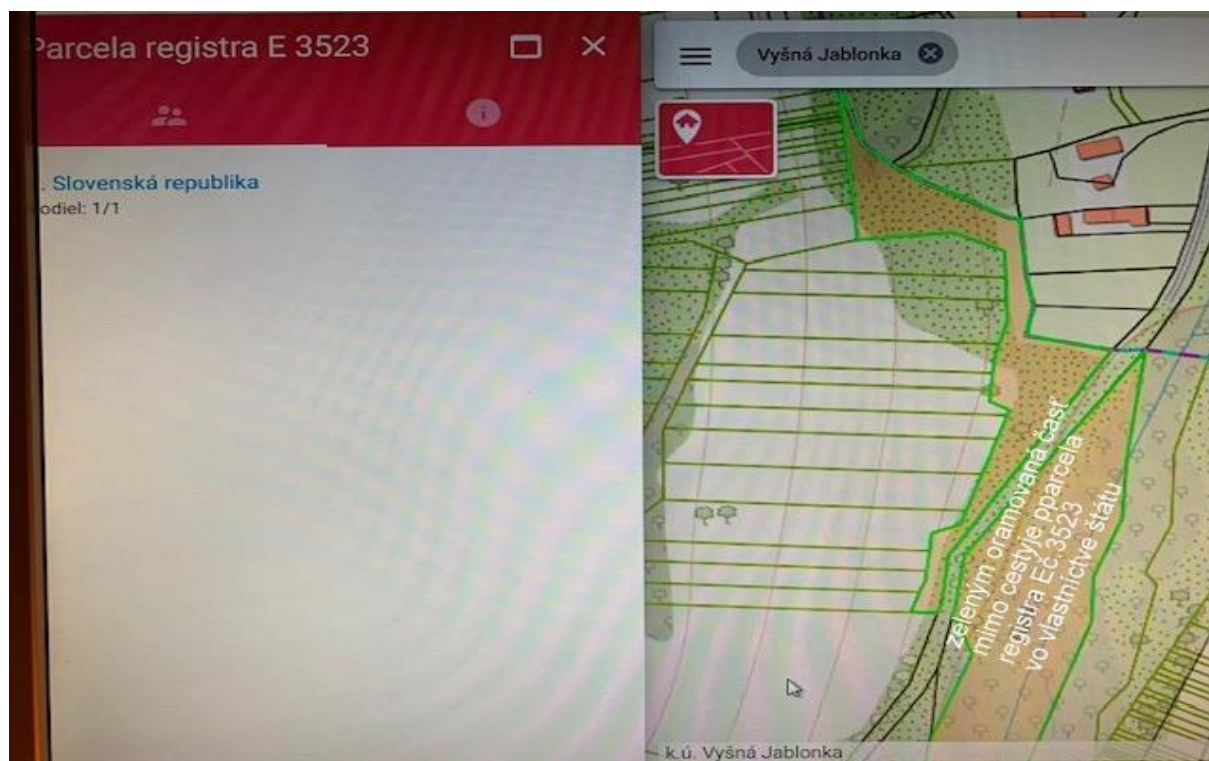 Parcela registra E 3523
. Slovenská republika
odiel: 1/1
Vyšná Jablonka
zeleným oramovaná časť
mimo cestyje pparcela
registra Eč 3523
vo vlastníctve štátu
k.ú. Vyšná Jablonka